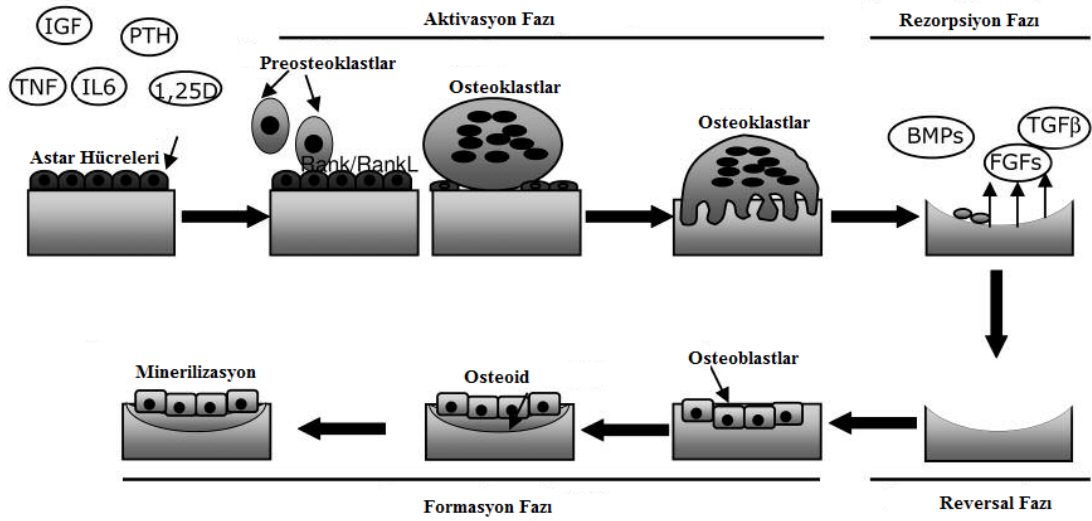 Aktivasyon Fazı
Rezorpsiyon Fazı
IGF
PTH
TNF
IL6
1,25D
Preosteoklastlar
Osteoklastlar
Osteoklastlar
BMPs
TGFβ
FGFs
Astar Hücreleri
Rank/RankL
Minerilizasyon
Osteoid
Osteoblastlar
Formasyon Fazı
Reversal Fazı